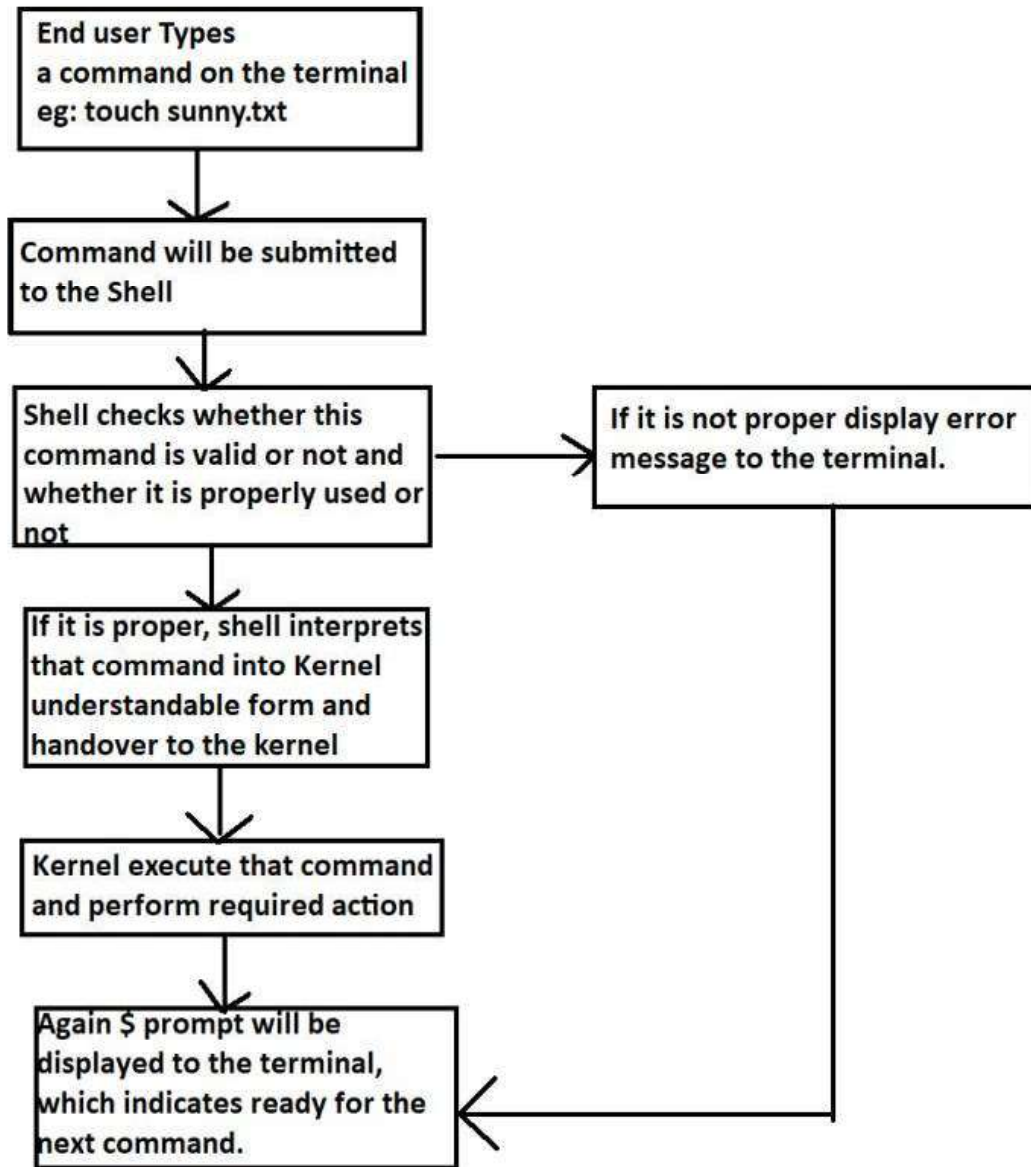 End user Types
a command on the terminal
eg: touch sunny.txt
Command will be submitted
to the Shell
Shell checks whether this
command is valid or not and
whether it is properly used or
not
If it is not proper display error
message to the terminal.
If it is proper, shell interprets
that command into Kernel
understandable form and
handover to the kernel
Kernel execute that command
and perform required action
Again $ prompt will be
displayed to the terminal,
which indicates ready for the
next command.